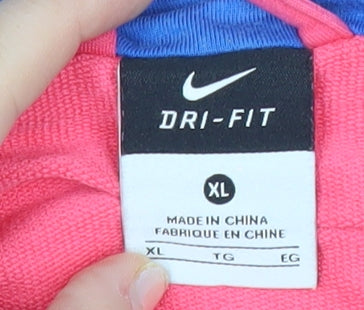 DRI-FIT
XL
MADE IN CHINA
FABRIQUE EN CHINE
XL TG EG